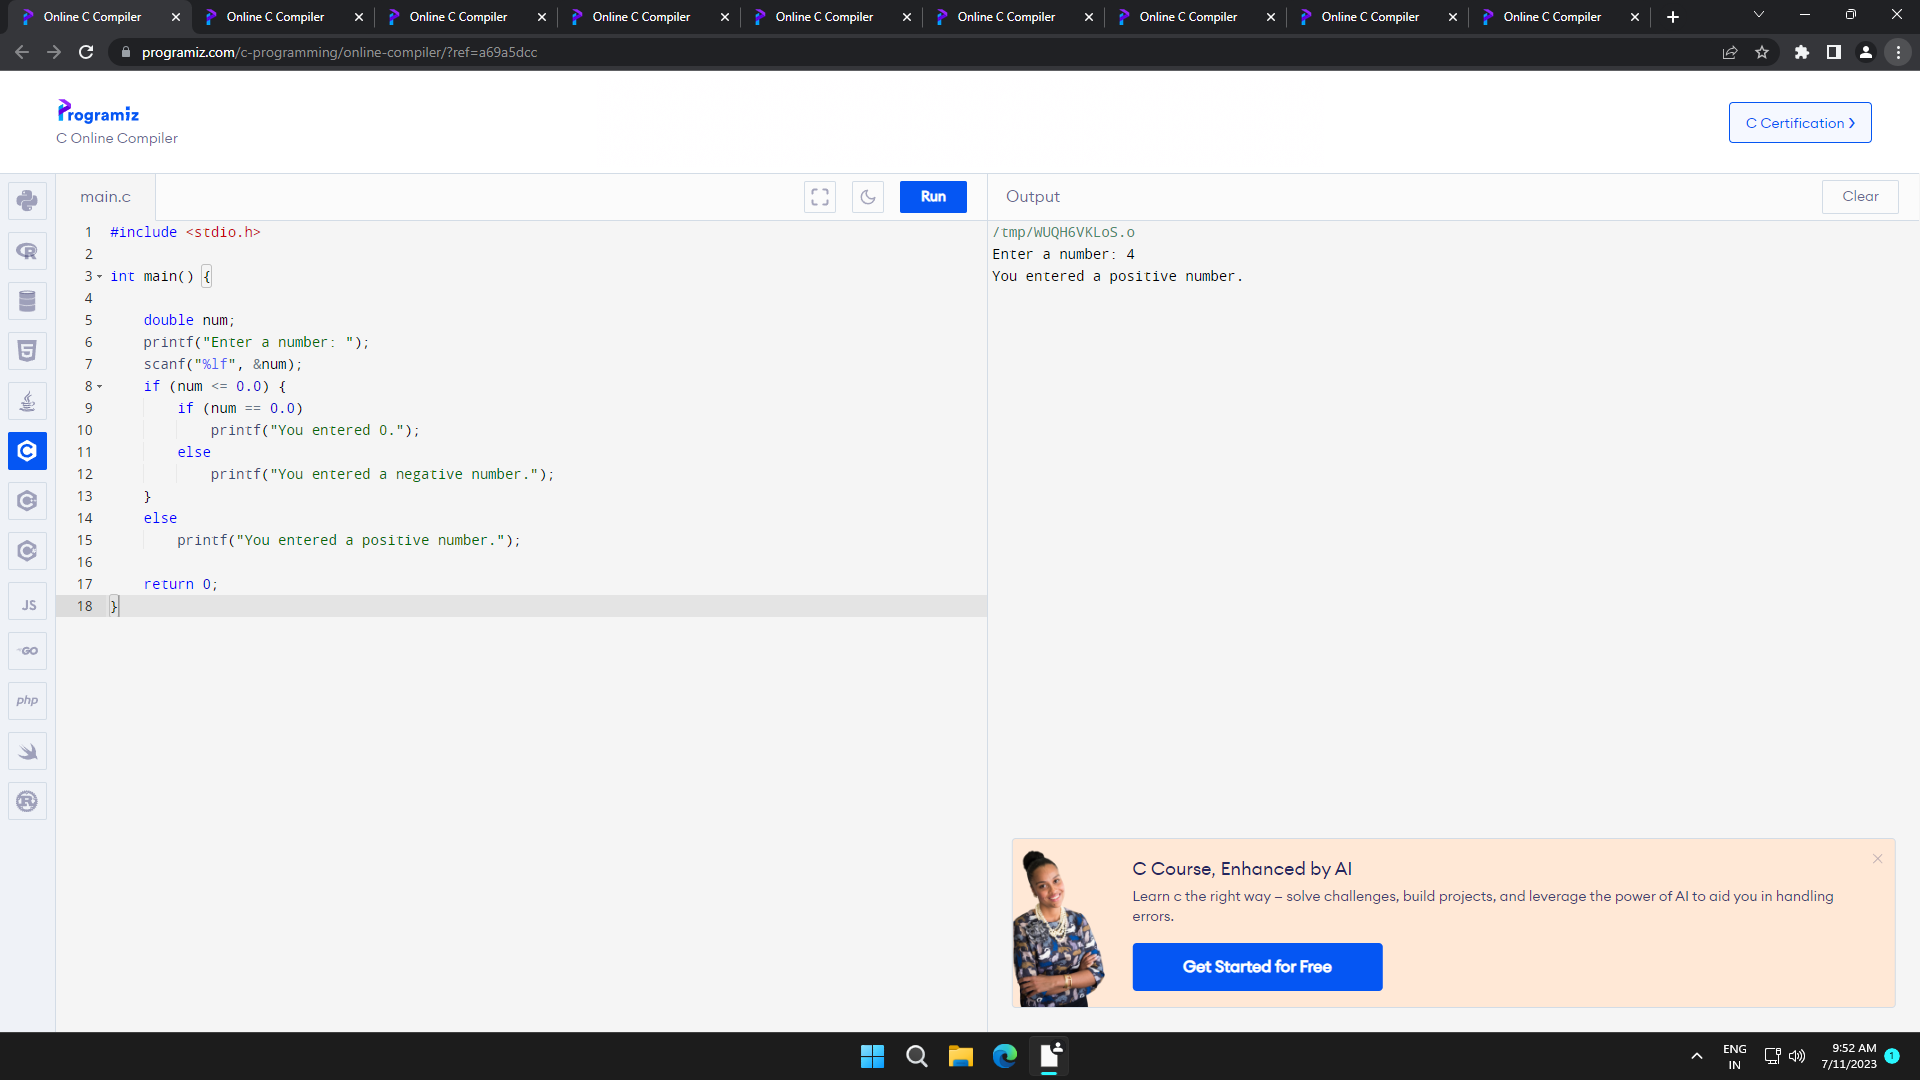 Online C Compiler Online C Compiler Online C Compiler Online C Compiler Online C Compiler Online C Compiler Online C Compiler Online C Compiler Online C Compiler
programiz.com/c-programming/online-compiler/?ref=a69a5dcc
Programiz
C Online Compiler
C Certification
main.c
Run
Output
Clear
1 #include <stdio.h>
2
3 int main() {
4
5 double num;
6 printf("Enter a number: ");
7 scanf("%lf", &num);
8 if (num <= 0.0) {
9 if (num == 0.0)
10 printf("You entered 0.");
11 else
12 printf("You entered a negative number.");
13 }
14 else
15 printf("You entered a positive number.");
16
17 return 0;
18 }
/tmp/WUQH6VKLoS.o
Enter a number: 4
You entered a positive number.
JS
GO
php
C Course, Enhanced by AI
Learn c the right way – solve challenges, build projects, and leverage the power of AI to aid you in handling
errors.
Get Started for Free
ENG
IN
9:52 AM
7/11/2023
1